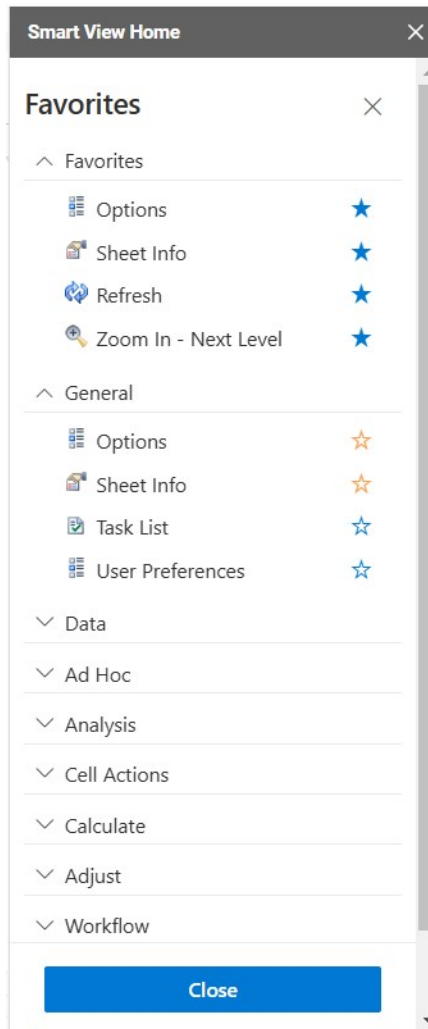 Smart View Home
Favorites
Favorites
Options
Sheet Info
Refresh
Zoom In - Next Level
General
Options
Sheet Info
Task List
User Preferences
Data
Ad Hoc
Analysis
Cell Actions
Calculate
Adjust
Workflow
Close